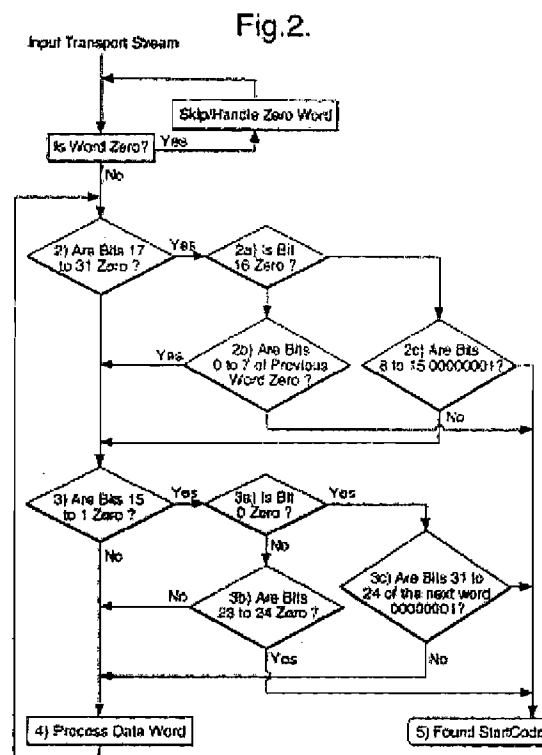 Fig.2.
Input Transport Stream
Skip/Handle Zero Word
Is Word Zero?
Yes
No
2) Are Bits 17
to 31 Zero ?
Yes
2a) Is Bit
16 Zero ?
Yes
2b) Are Bits
0 to 7 of Previous
Word Zero ?
2c) Are Bits
8 to 15 00000001?
No
3) Are Bits 15
to 1 Zero ?
Yes
3a) Is Bit
0 Zero ?
Yes
No
No
3b) Are Bits
23 to 24 Zero ?
No
3c) Are Bits 31 to
24 of the next word
00000001?
Yes
No
4) Process Data Word
5) Found StartCode